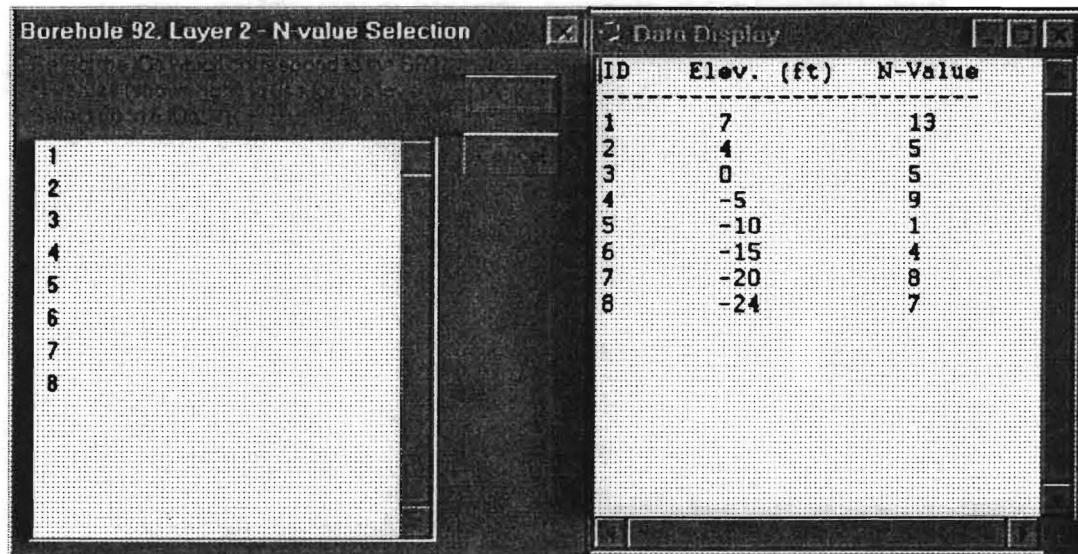 Borehole 92, Layer 2 - N-value Selection
Cancel
1
2
3
4
5
6
7
8
Data Display
ID Elev. (ft) N-Value
------------------------------
1 7 13
2 4 5
3 0 5
4 -5 9
5 -10 1
6 -15 4
7 -20 8
8 -24 7